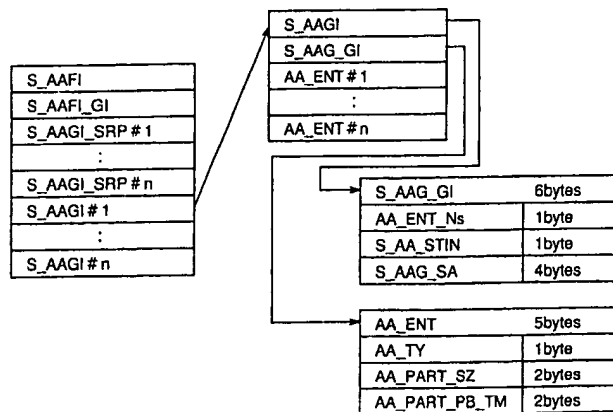 S_AAFI
S_AAFI_GI
S_AAGI_SRP # 1
:
S_AAGI_SRP # n
S_AAGI # 1
:
S_AAGI # n
S_AAGI
S_AAG_GI
AA_ENT # 1
:
AA_ENT # n
S_AAG_GI 6bytes
AA_ENT_Ns 1byte
S_AA_STIN 1byte
S_AAG_SA 4bytes
AA_ENT 5bytes
AA_TY 1byte
AA_PART_SZ 2bytes
AA_PART_PB_TM 2bytes